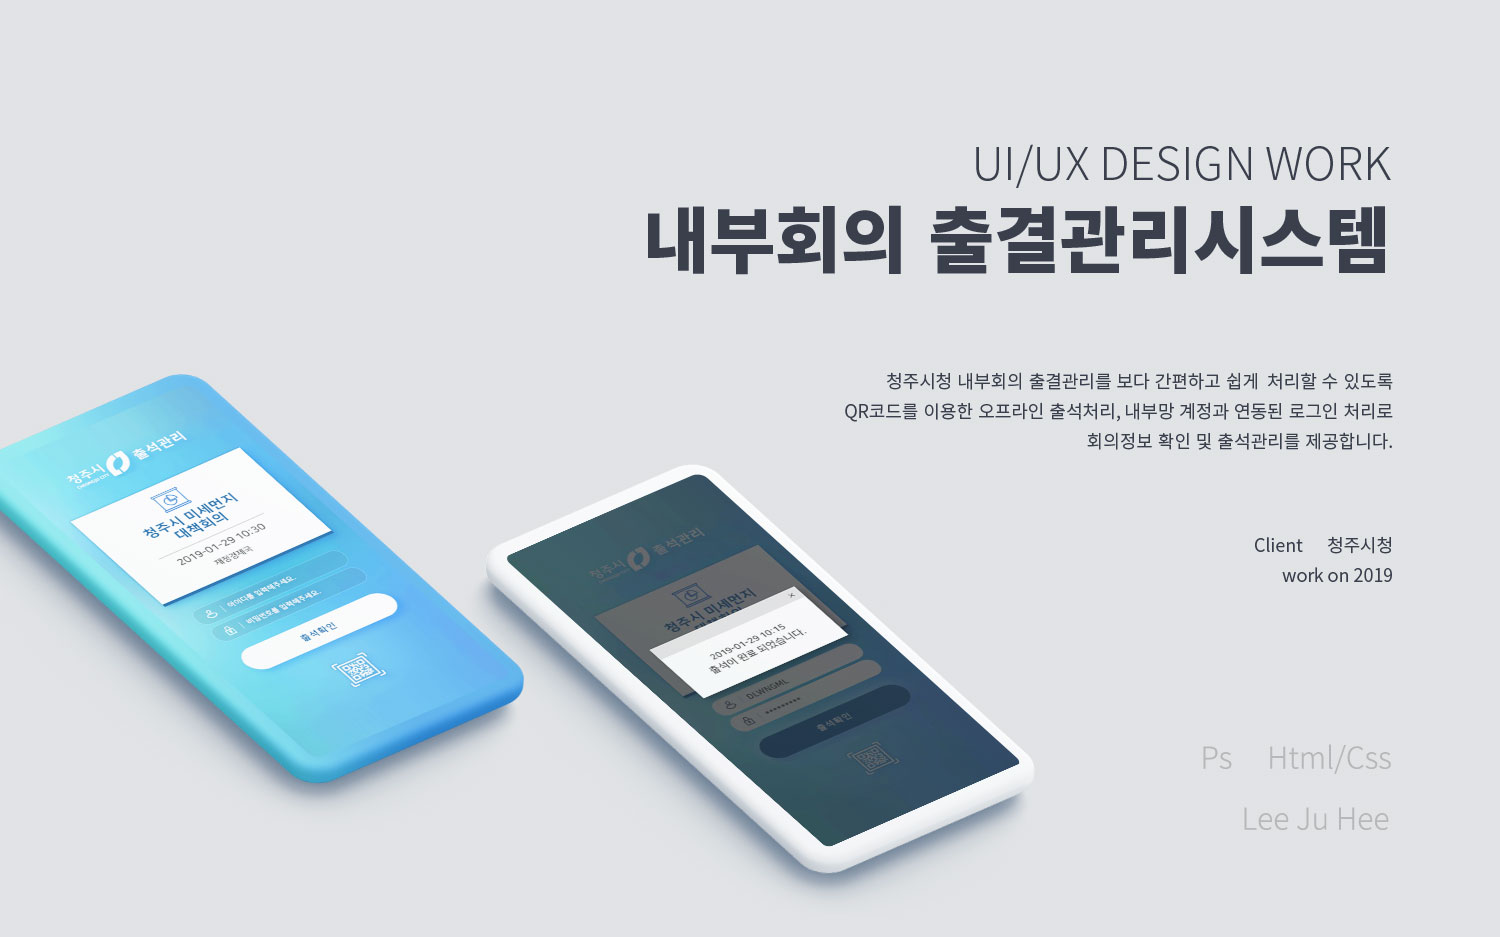 UI/UX DESIGN WORK
내부회의 출결관리시스템
청주시청 내부회의 출결관리를 보다 간편하고 쉽게 처리할 수 있도록
QR코드를 이용한 오프라인 출석처리, 내부망 계정과 연동된 로그인 처리로
회의정보 확인 및 출석관리를 제공합니다.
Client 청주시청
work on 2019
Ps Html/Css
Lee Ju Hee
청주시 출석관리
청주시 미세먼지
대책회의
2019-01-29 10:30
재정경제국
아이디를 입력해주세요.
비밀번호를 입력해주세요.
출석확인
청주시 출석관리
청주시 미세먼지
대책회의
×
2019-01-29 10:15
출석이 완료 되었습니다.
DLWNGML
•••••••••
출석확인